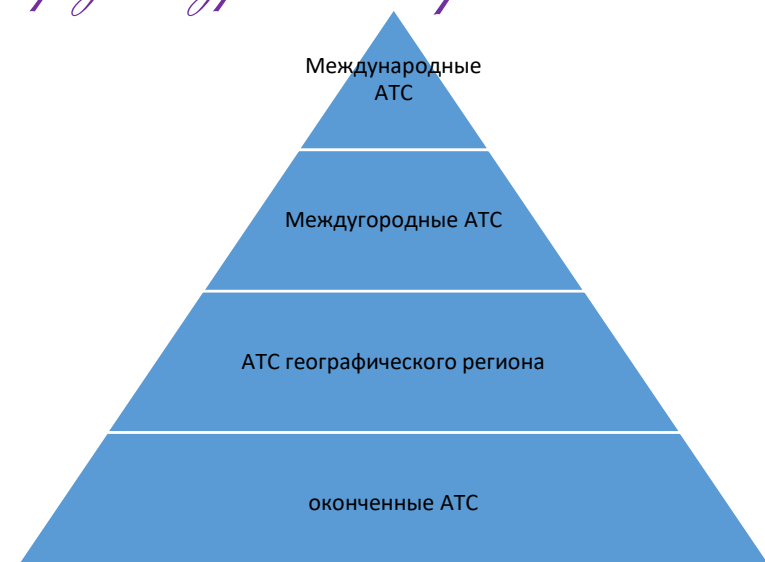 Международные
АТС
Междугородные АТС
АТС географического региона
оконченные АТС